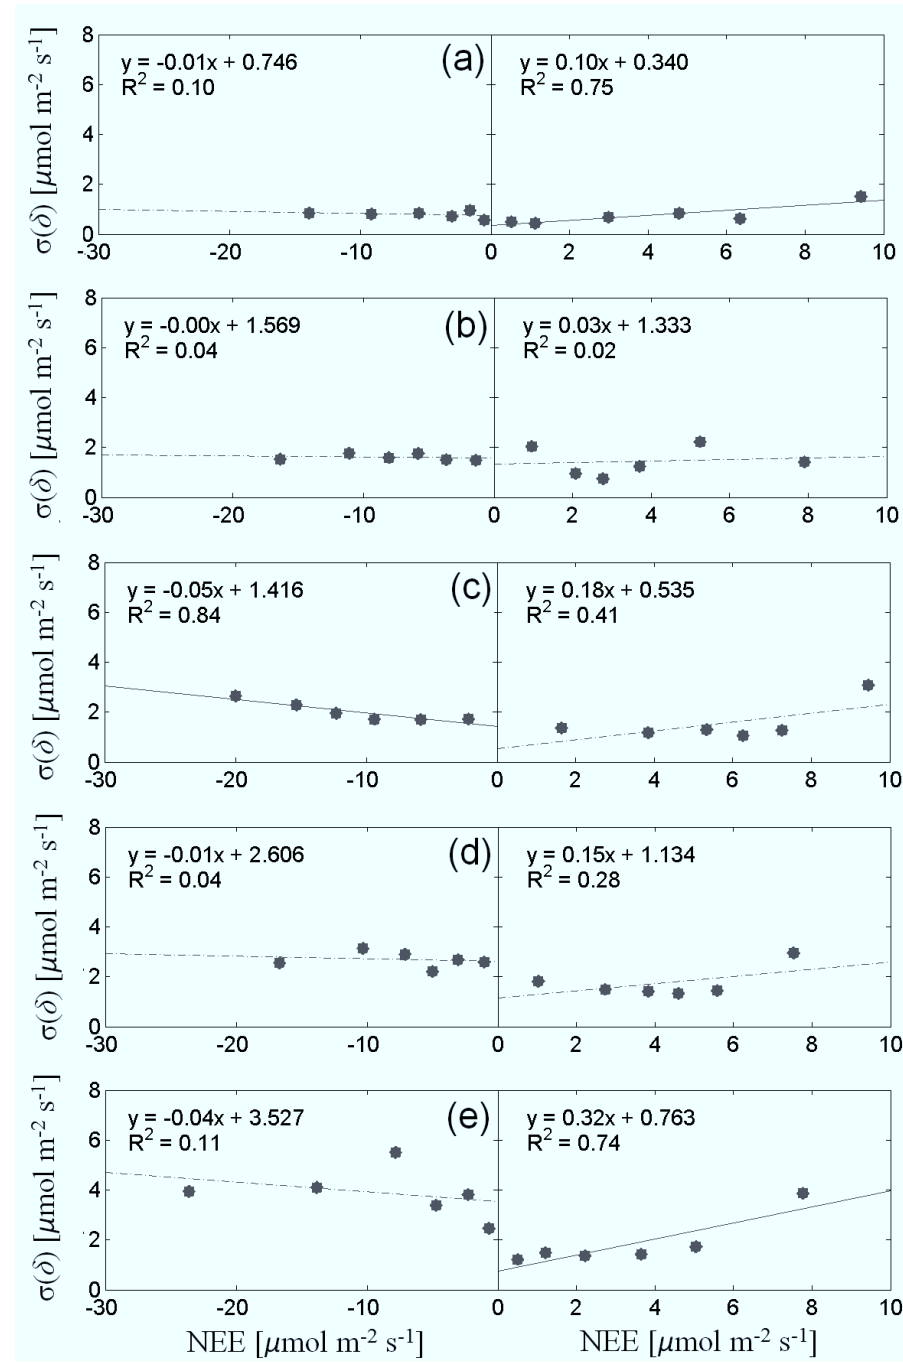 σ(δ) [μmol m-2 s-1]
8
6
4
2
0
y = -0.01x + 0.746
R2 = 0.10
(a)
y = 0.10x + 0.340
R2 = 0.75
-30 -20 -10 0 2 4 6 8 10
σ(δ) [μmol m-2 s-1]
8
6
4
2
0
y = -0.00x + 1.569
R2 = 0.04
(b)
y = 0.03x + 1.333
R2 = 0.02
-30 -20 -10 0 2 4 6 8 10
σ(δ) [μmol m-2 s-1]
8
6
4
2
0
y = -0.05x + 1.416
R2 = 0.84
(c)
y = 0.18x + 0.535
R2 = 0.41
-30 -20 -10 0 2 4 6 8 10
σ(δ) [μmol m-2 s-1]
8
6
4
2
0
y = -0.01x + 2.606
R2 = 0.04
(d)
y = 0.15x + 1.134
R2 = 0.28
-30 -20 -10 0 2 4 6 8 10
σ(δ) [μmol m-2 s-1]
8
6
4
2
0
y = -0.04x + 3.527
R2 = 0.11
(e)
y = 0.32x + 0.763
R2 = 0.74
-30 -20 -10 0 2 4 6 8 10
NEE [μmol m-2 s-1] NEE [μmol m-2 s-1]